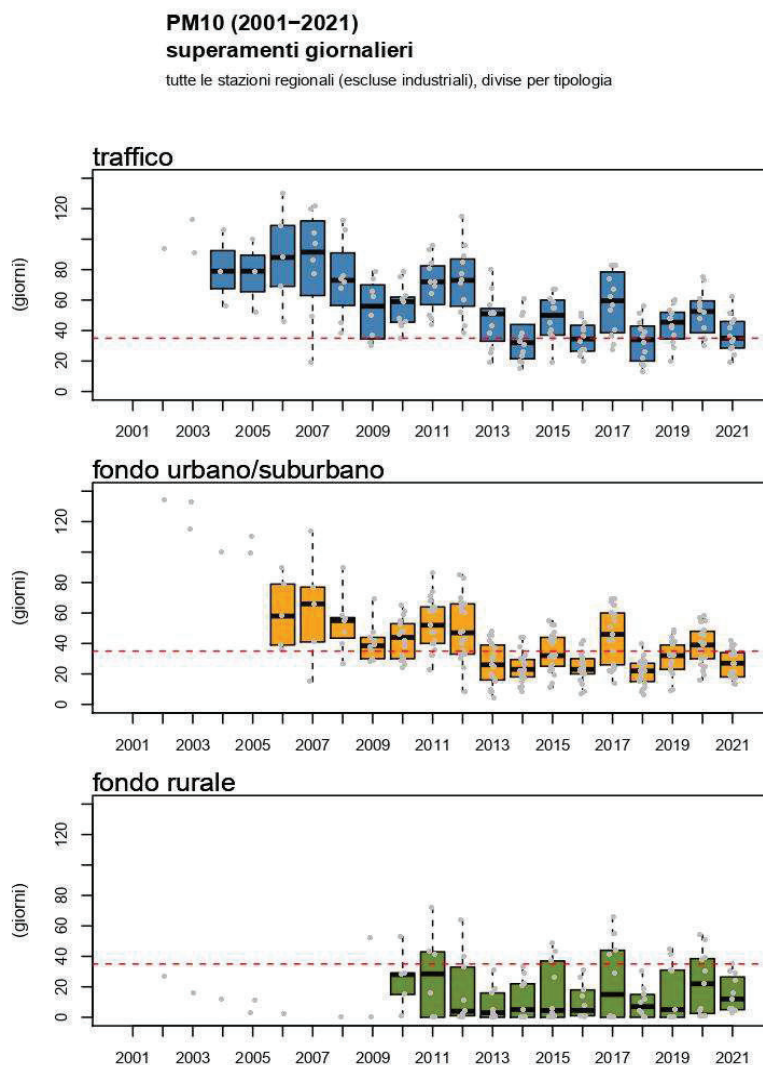 PM10 (2001−2021)
superamenti giornalieri
tutte le stazioni regionali (escluse industriali), divise per tipologia
traffico
(giorni)
120
80
60
40
20
0
2001 2003 2005 2007 2009 2011 2013 2015 2017 2019 2021
fondo urbano/suburbano
(giorni)
120
80
60
40
20
0
2001 2003 2005 2007 2009 2011 2013 2015 2017 2019 2021
fondo rurale
(giorni)
120
80
60
40
20
0
2001 2003 2005 2007 2009 2011 2013 2015 2017 2019 2021